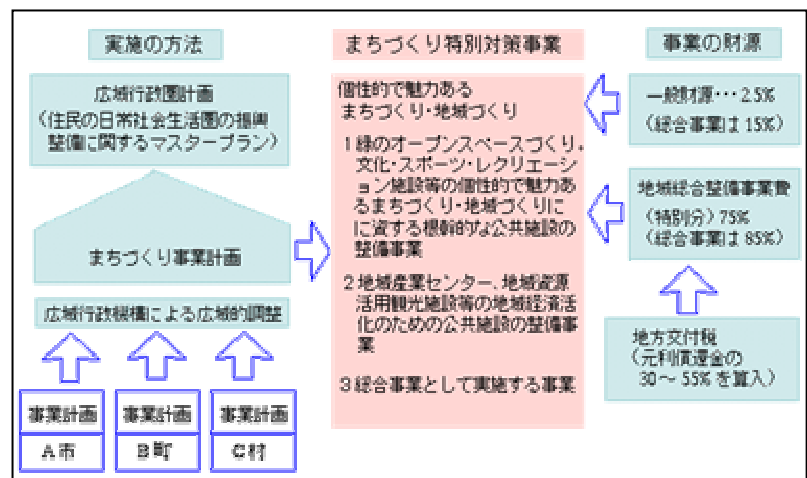 実施の方法
広域行政圏計画
(住民の日常社会生活圏の振興
整備に関するマスタープラン)
まちづくり事業計画
広域行政機構による広域的調整
事業計画
A市
事業計画
B町
事業計画
C村
まちづくり特別対策事業
個性的で魅力ある
まちづくり・地域づくり
1緑のオープンスペースづくり,
文化・スポーツ・レクリエーシ
ョン施設等の個性的で魅力あ
るまちづくり・地域づくりに
に資する根幹的な公共施設の
整備事業
2地域産業センター、地域資源
活用観光施設等の地域経済活
化のための公共施設の整備事
業
3総合事業として実施する事業
事業の財源
一般財源・・・25%
(総合事業は15%)
地域総合整備事業費
(特別分)75%
(総合事業は85%)
地方交付税
(元利償還金の
30～55%を算入)